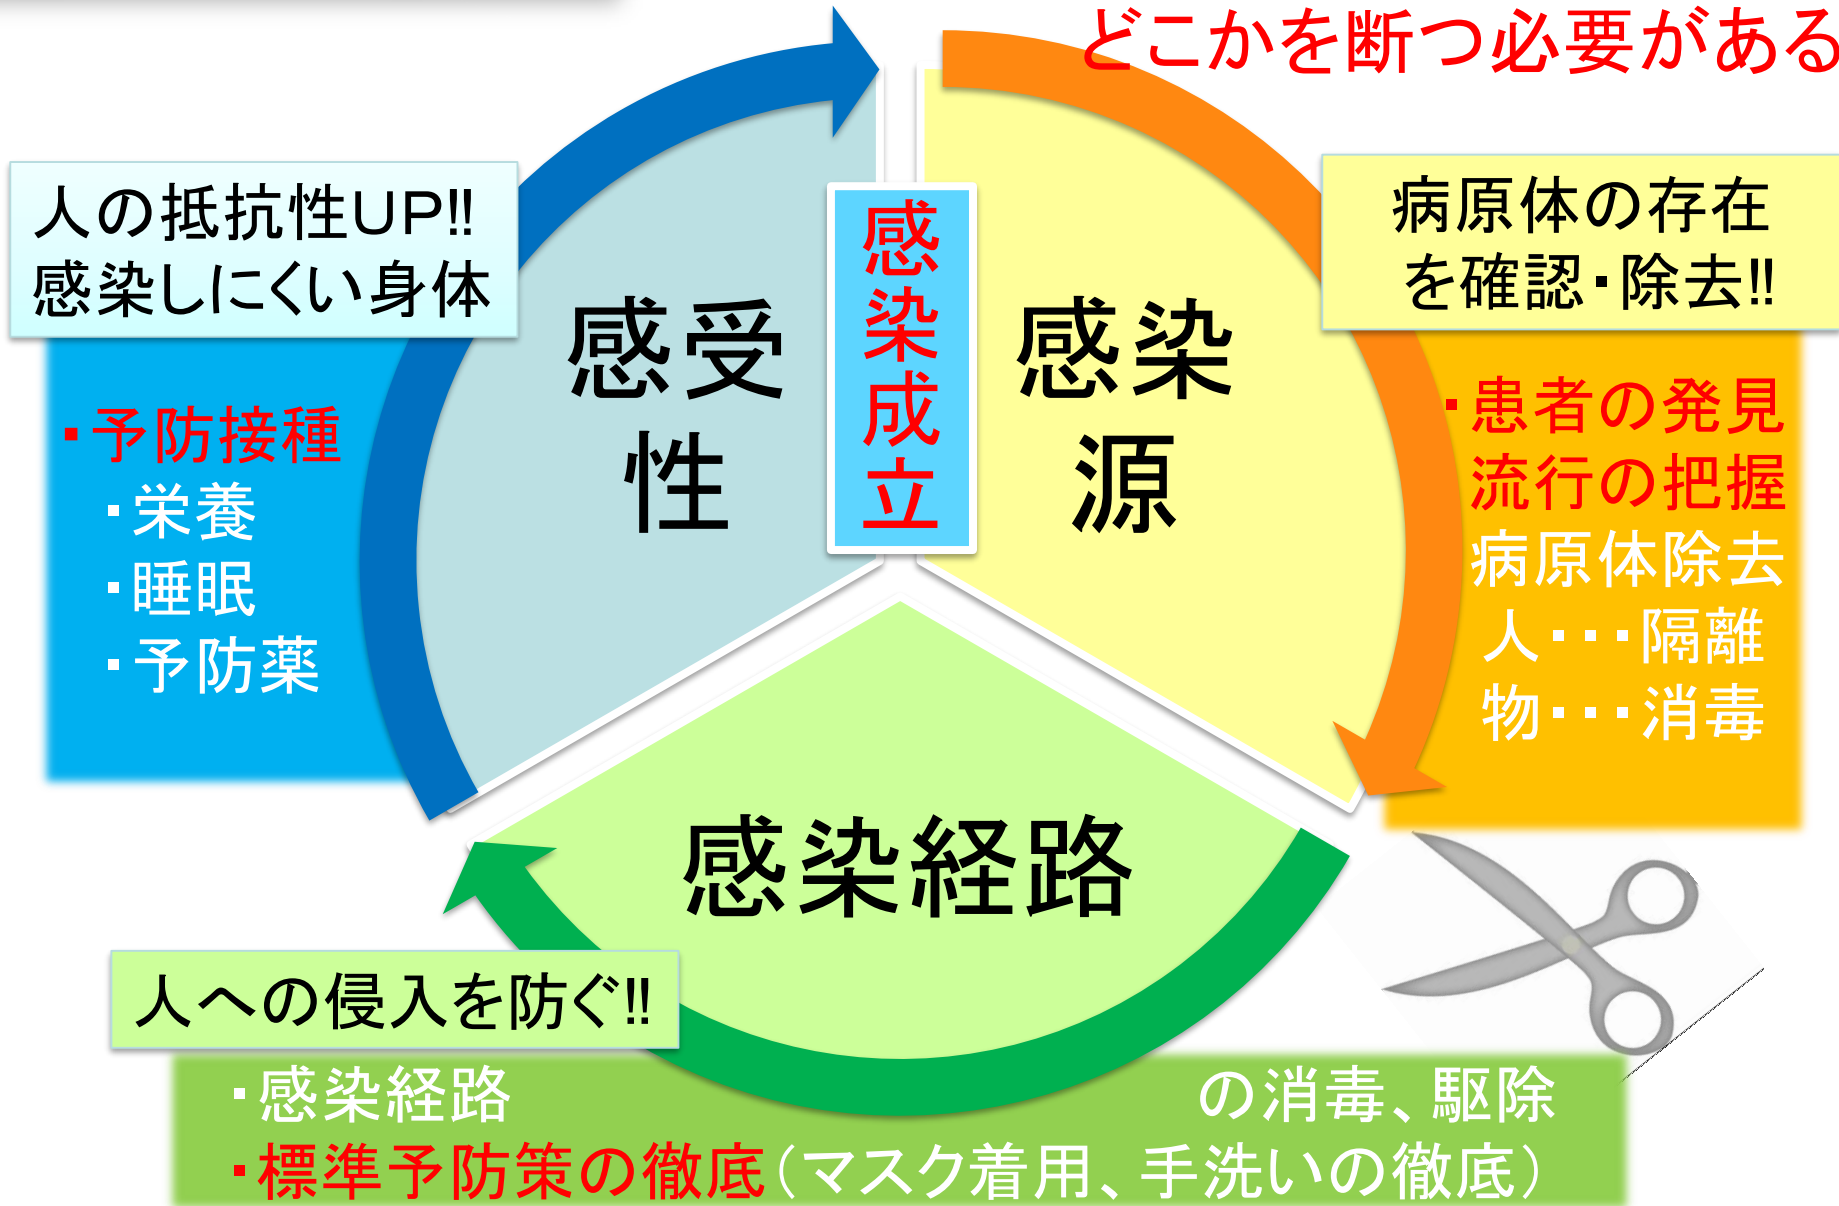 どこかを断つ必要がある
人の抵抗性UP!!
感染しにくい身体
・予防接種
・栄養
・睡眠
・予防薬
感受
性
感染成立
感染
源
病原体の存在
を確認・除去!!
・患者の発見
流行の把握
病原体除去
人・・・隔離
物・・・消毒
感染経路
人への侵入を防ぐ!!
・感染経路 の消毒、駆除
・標準予防策の徹底(マスク着用、手洗いの徹底)